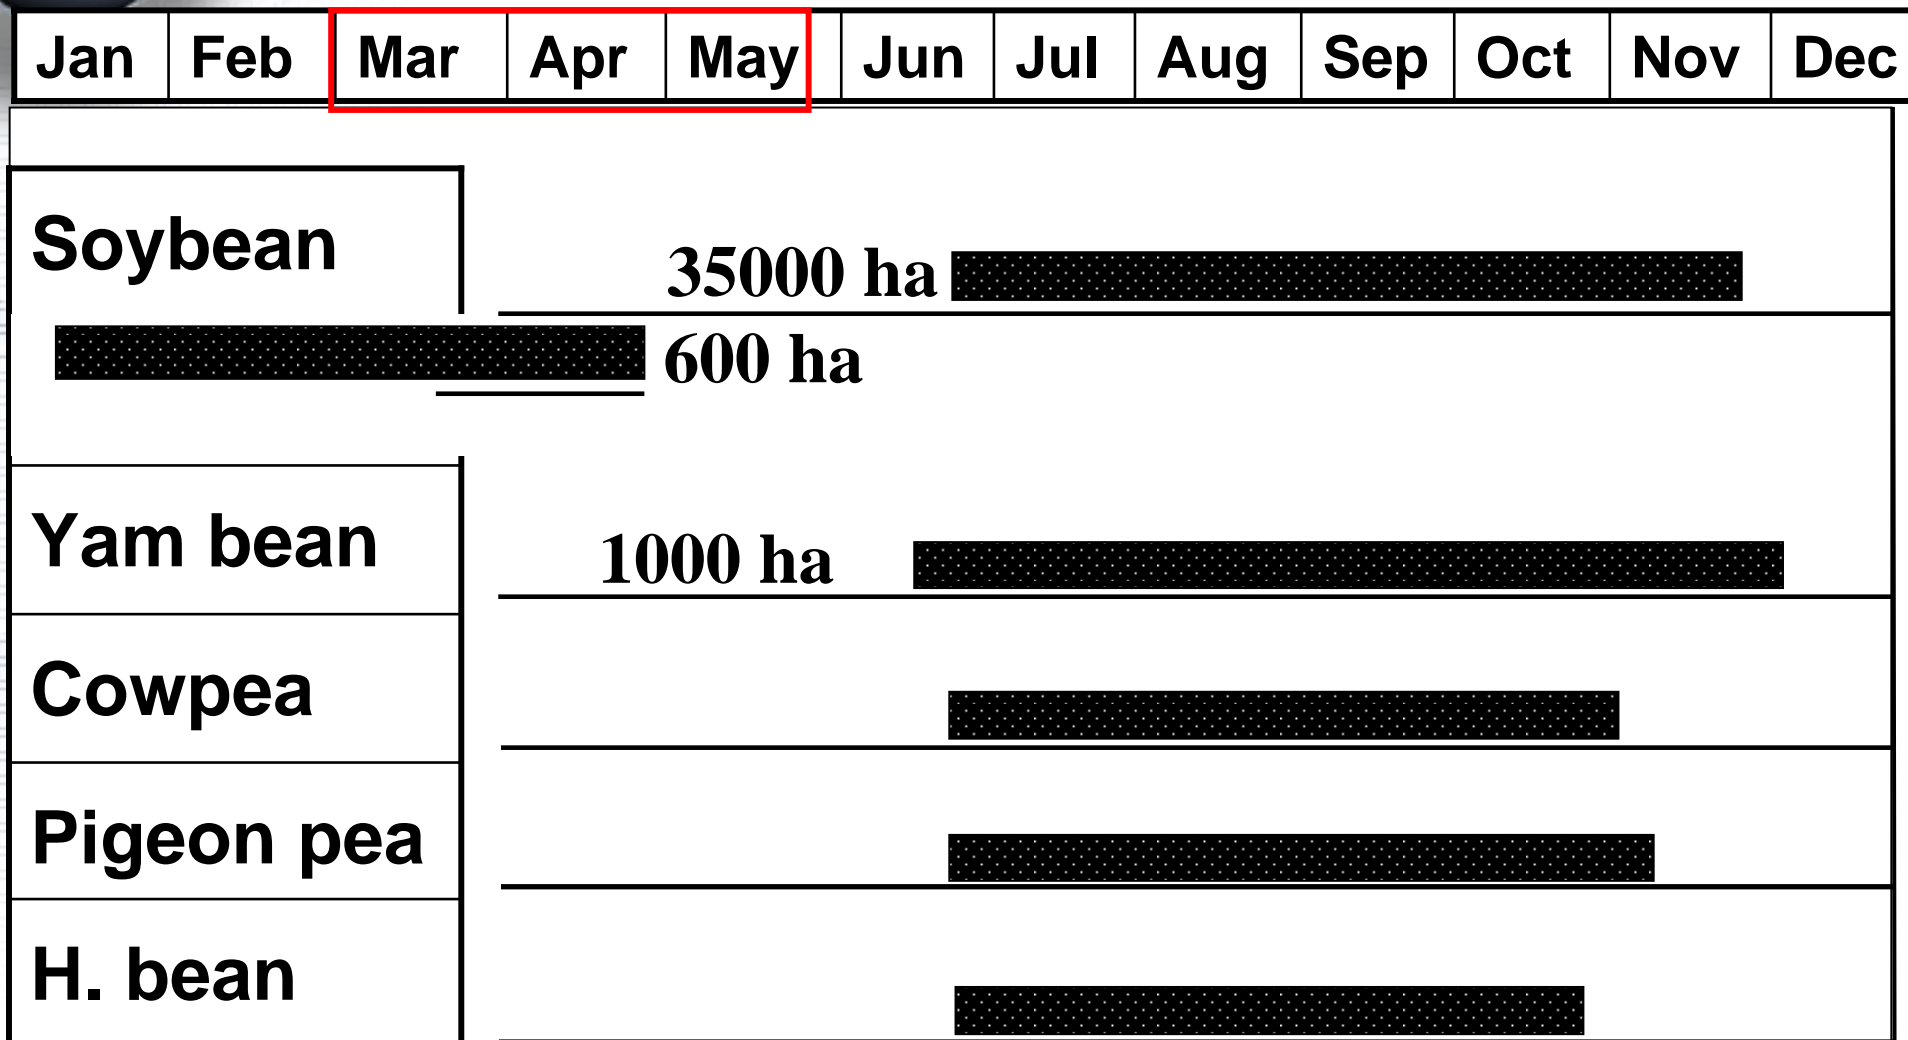 Jan Feb Mar Apr May Jun Jul Aug Sep Oct Nov Dec
Soybean
35000 ha
600 ha
Yam bean
1000 ha
Cowpea
Pigeon pea
H. bean